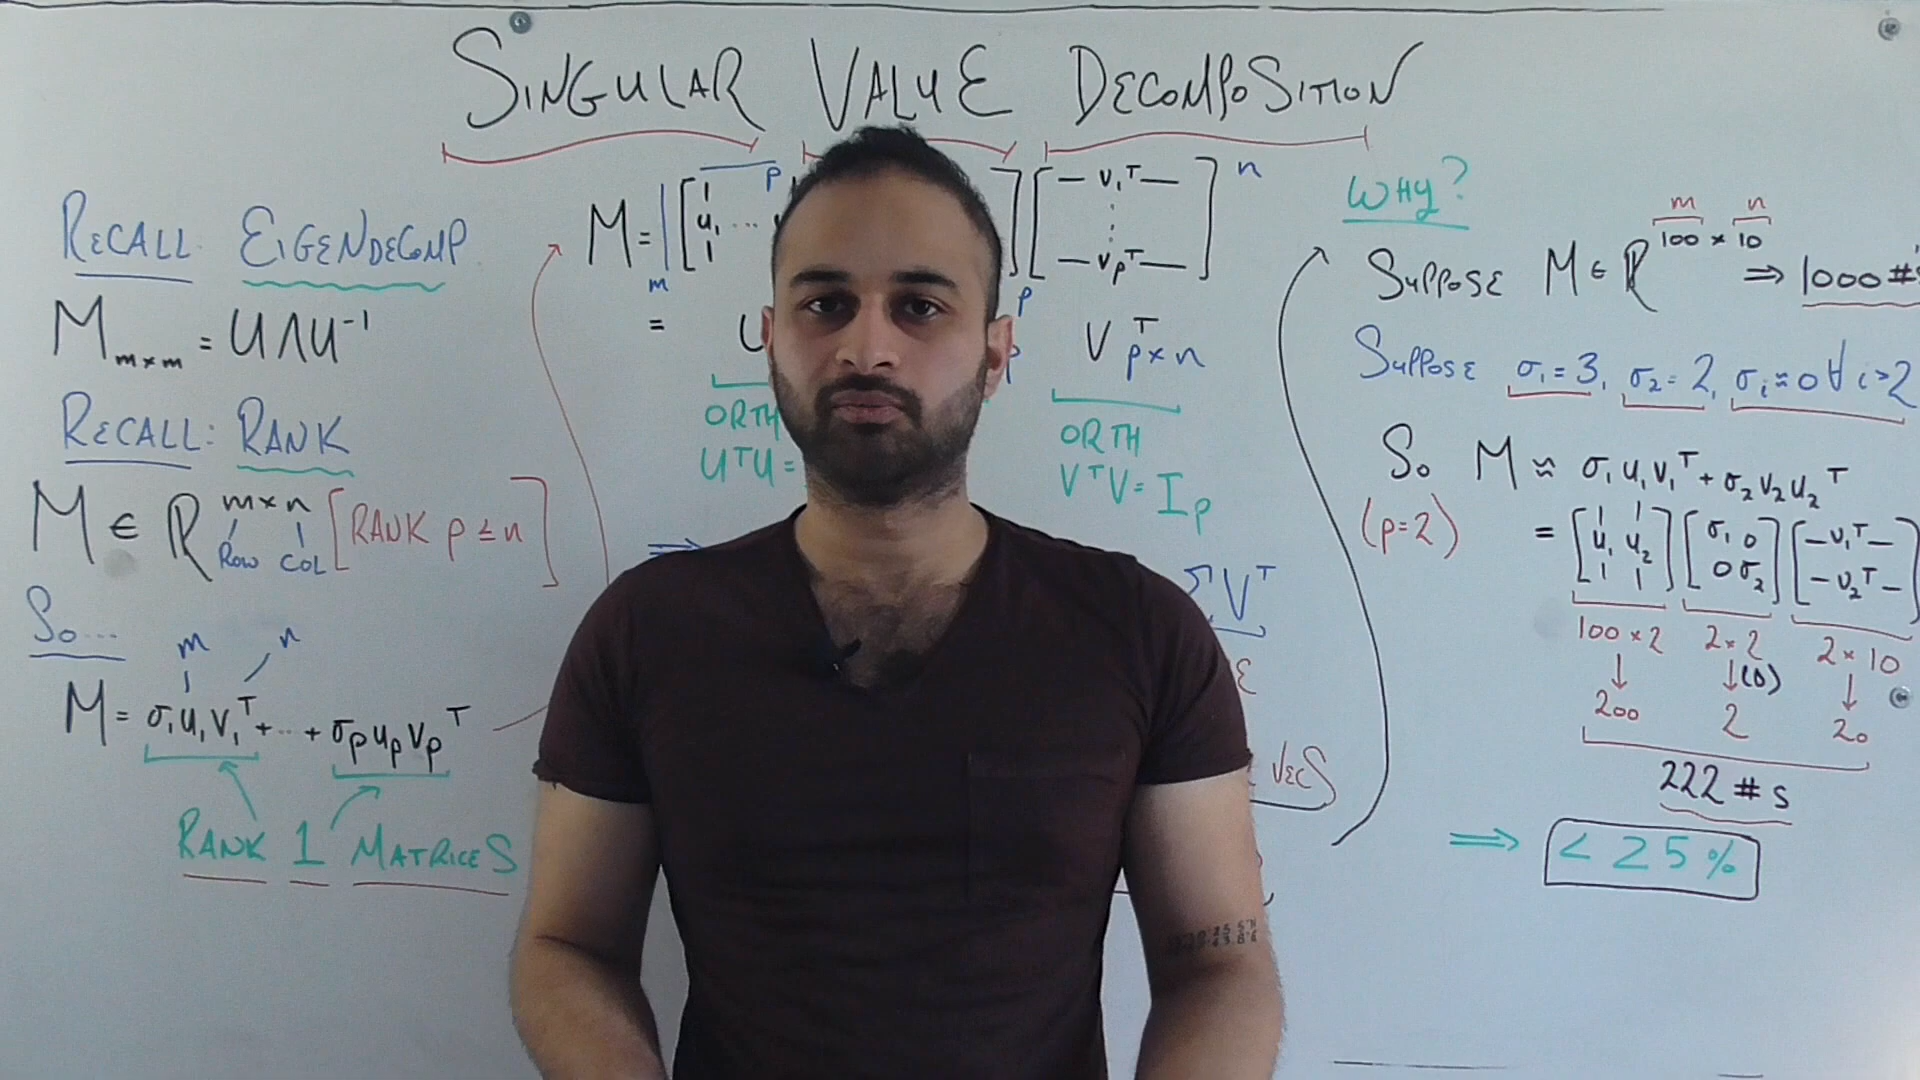 SINGULAR VALUE DECOMPOSITION
RECALL: EIGENDECOMP
M m×m = UΛU⁻¹
RECALL: RANK
M ∈ R m×n [RANK p ≤ n]
ROW COL
So...
m n
M = σ₁u₁v₁ᵀ + ... + σₚuₚvₚᵀ
RANK 1 MATRICES
p
M = [u₁ ...
m
p
[— v₁ᵀ — ⋮ — vₚᵀ —] n
= U
p
Vᵀ p×n
ORTH
UᵀU =
ORTH
VᵀV = Iₚ
⇒
Vᵀ
VECS
WHY?
m n
SUPPOSE M ∈ R 100 × 10 ⇒ 1000 #s
SUPPOSE σ₁ = 3, σ₂ = 2, σᵢ ≈ 0 ∀ i > 2
So M ≈ σ₁u₁v₁ᵀ + σ₂v₂u₂ᵀ
(p=2)
= [u₁ u₂] [σ₁ 0 0 σ₂] [—v₁ᵀ— —v₂ᵀ—]
100 × 2 2 × 2 2 × 10
↓ ↓(D) ↓
200 2 20
222 #s
⇒ < 25%